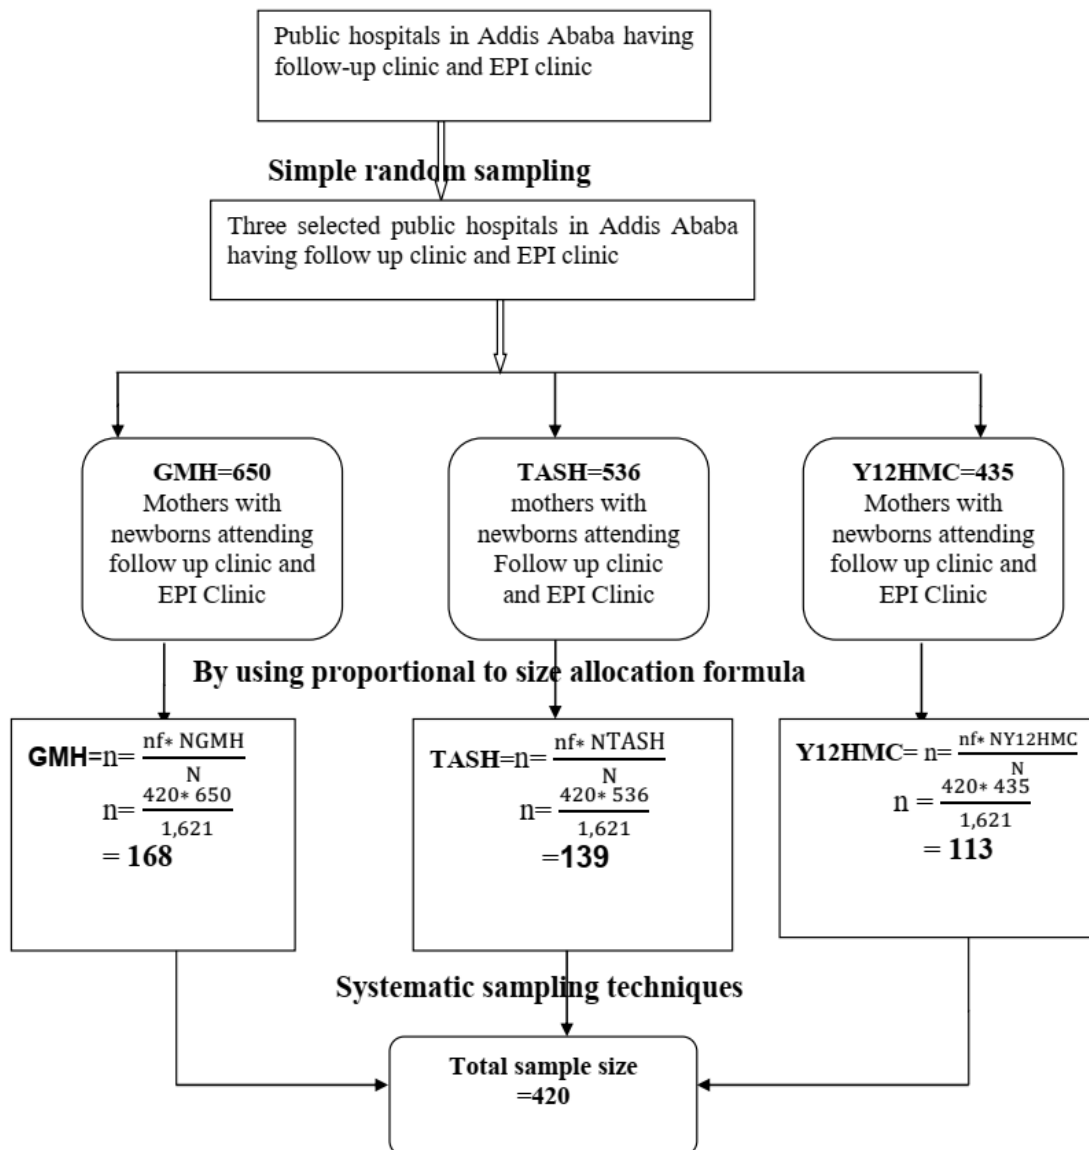 Public hospitals in Addis Ababa having
follow-up clinic and EPI clinic
Simple random sampling
Three selected public hospitals in Addis Ababa
having follow up clinic and EPI clinic
GMH=650
Mothers with
newborns attending
follow up clinic and
EPI Clinic
TASH=536
mothers with
newborns attending
Follow up clinic
and EPI Clinic
Y12HMC=435
Mothers with
newborns attending
follow up clinic and
EPI Clinic
By using proportional to size allocation formula
GMH=n= nf* NGMH / N
n= 420* 650 / 1,621
= 168
TASH=n= nf* NTASH / N
n= 420* 536 / 1,621
=139
Y12HMC= n= nf* NY12HMC / N
n = 420* 435 / 1,621
= 113
Systematic sampling techniques
Total sample size
=420